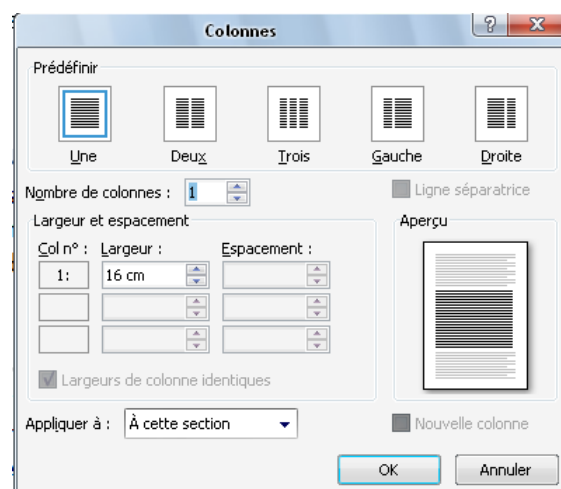 Colonnes
?
X
Prédéfinir
Une Deux Trois Gauche Droite
Nombre de colonnes : 1
Ligne séparatrice
Largeur et espacement
Aperçu
Col n° : Largeur : Espacement :
1: 16 cm
Largeurs de colonne identiques
Appliquer à : À cette section
Nouvelle colonne
OK Annuler